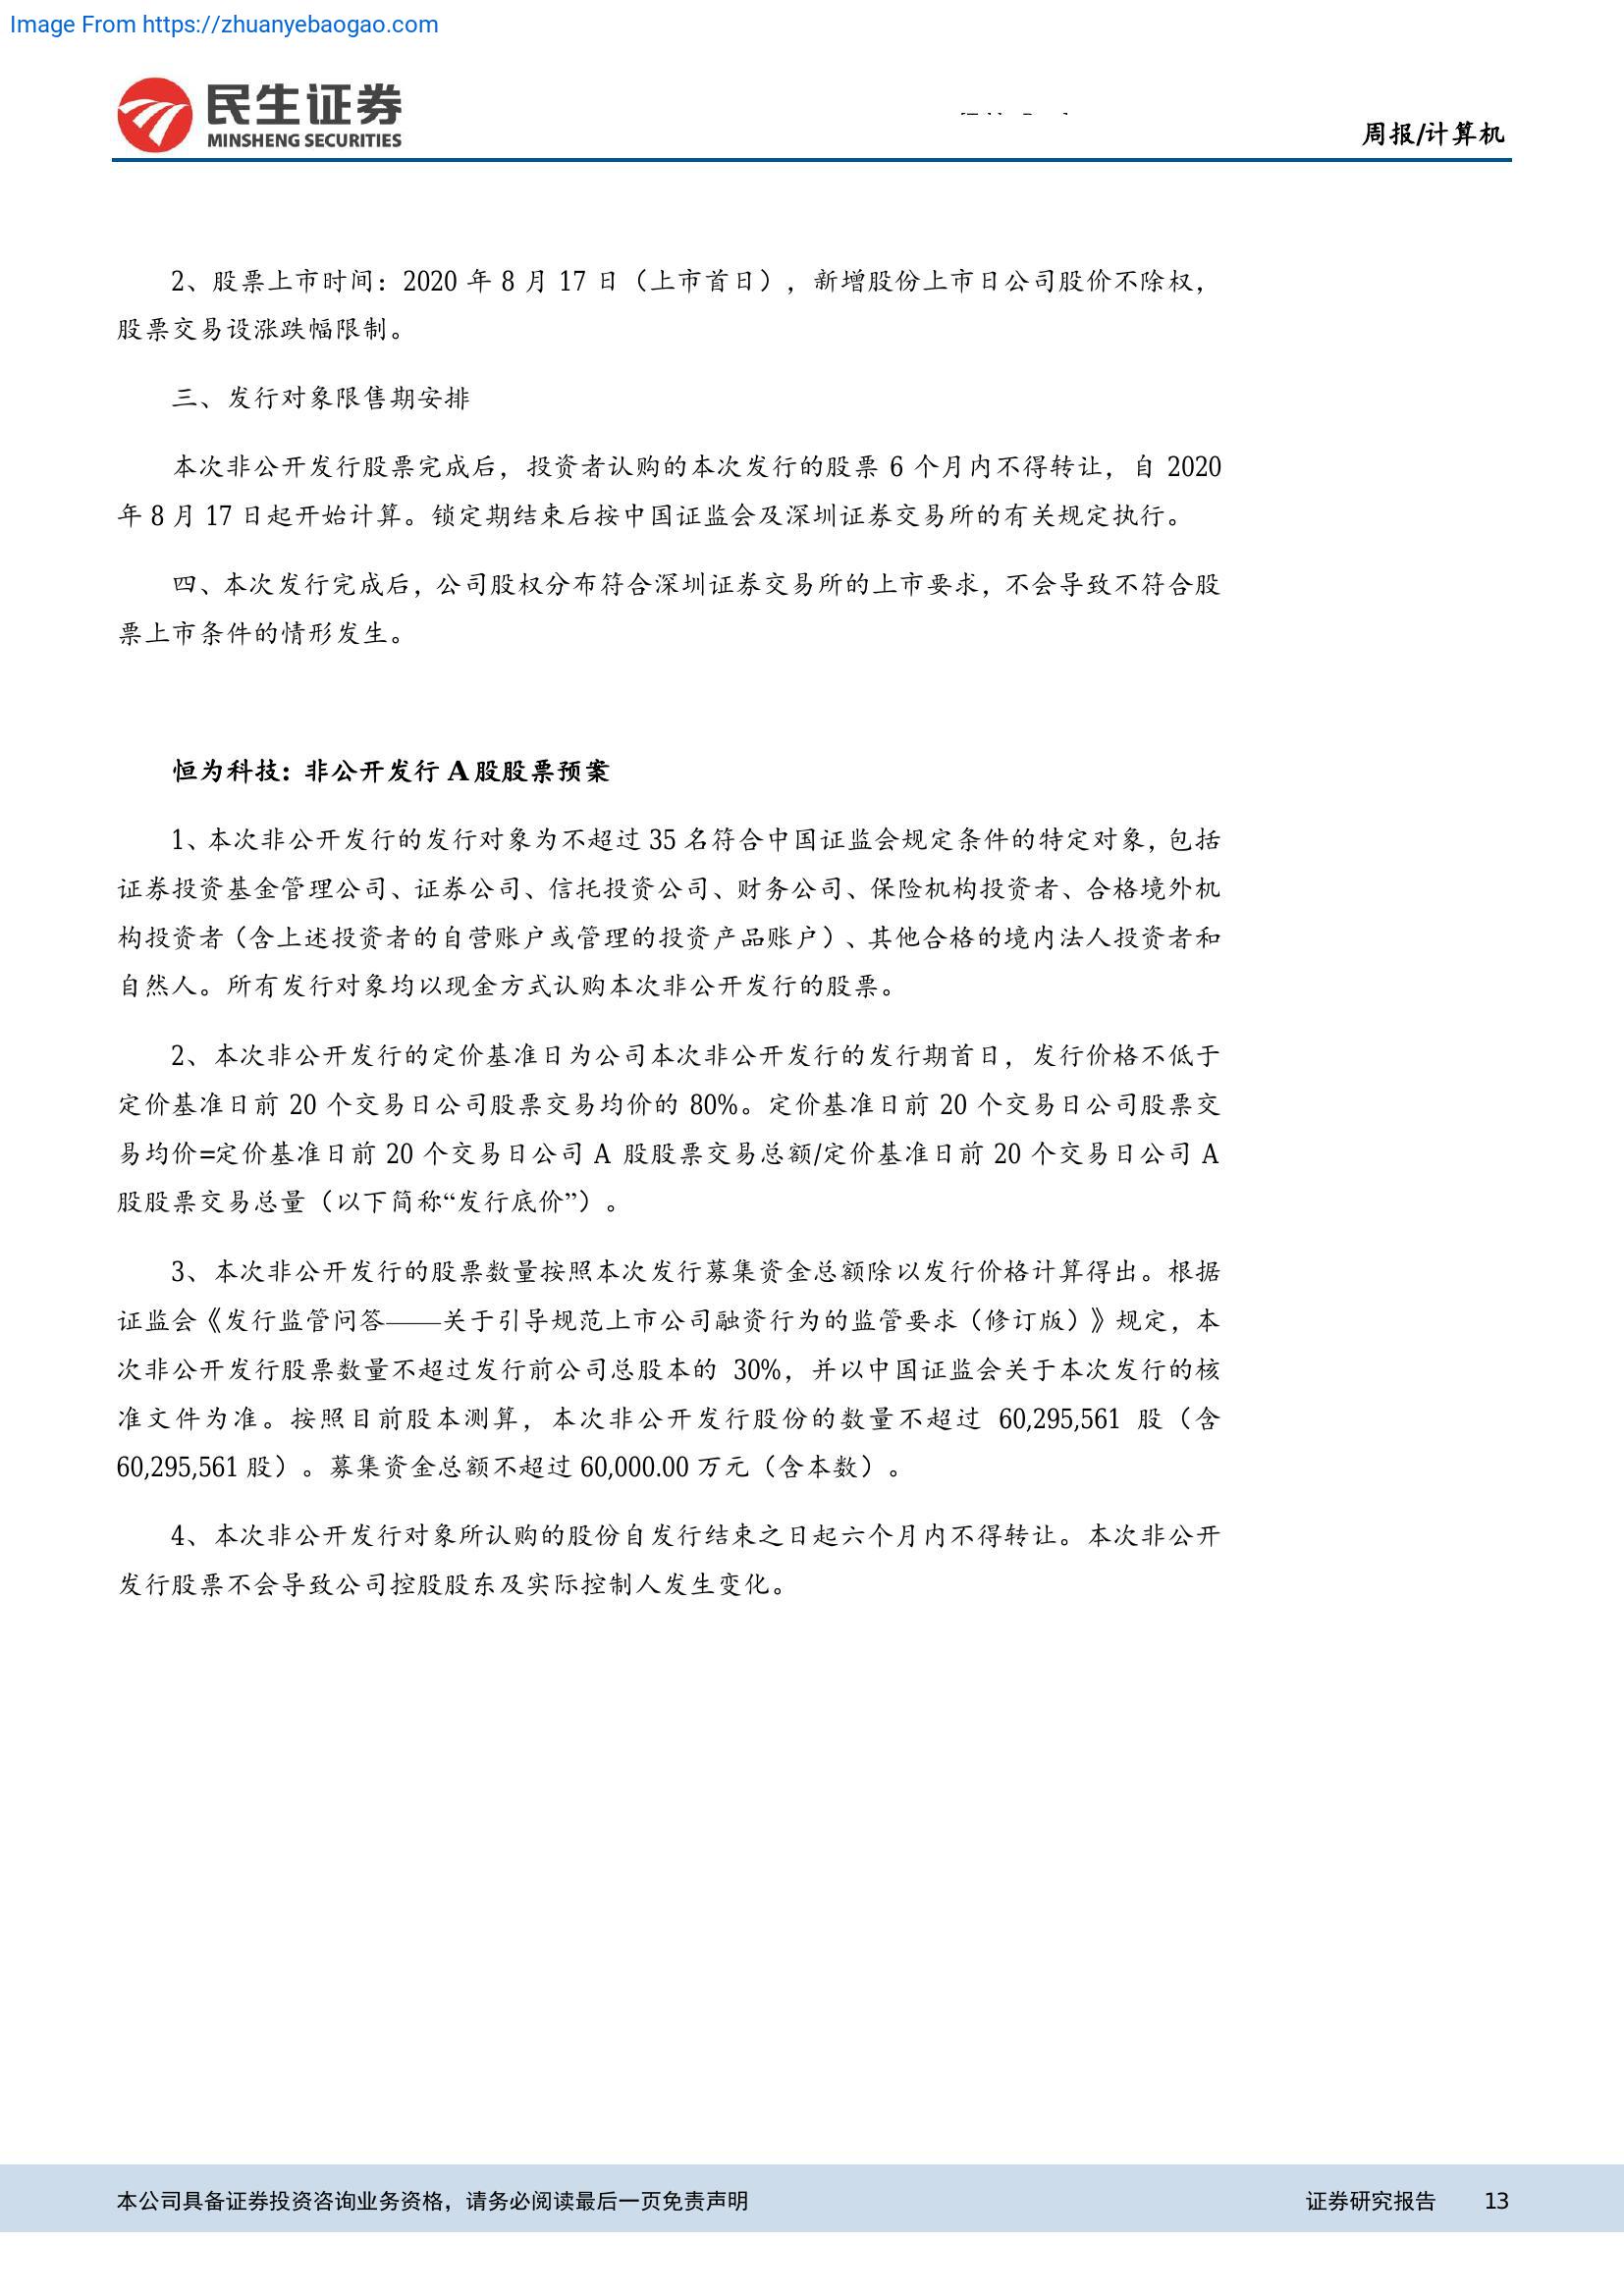 Image From https://zhuanyebaogao.com
民生证券
MINSHENG SECURITIES
周报/计算机
2、股票上市时间：2020 年 8 月 17 日（上市首日），新增股份上市日公司股价不除权，
股票交易设涨跌幅限制。
三、发行对象限售期安排
本次非公开发行股票完成后，投资者认购的本次发行的股票 6 个月内不得转让，自 2020
年 8 月 17 日起开始计算。锁定期结束后按中国证监会及深圳证券交易所的有关规定执行。
四、本次发行完成后，公司股权分布符合深圳证券交易所的上市要求，不会导致不符合股
票上市条件的情形发生。
恒为科技：非公开发行 A 股股票预案
1、本次非公开发行的发行对象为不超过 35 名符合中国证监会规定条件的特定对象，包括
证券投资基金管理公司、证券公司、信托投资公司、财务公司、保险机构投资者、合格境外机
构投资者（含上述投资者的自营账户或管理的投资产品账户）、其他合格的境内法人投资者和
自然人。所有发行对象均以现金方式认购本次非公开发行的股票。
2、本次非公开发行的定价基准日为公司本次非公开发行的发行期首日，发行价格不低于
定价基准日前 20 个交易日公司股票交易均价的 80%。定价基准日前 20 个交易日公司股票交
易均价=定价基准日前 20 个交易日公司 A 股股票交易总额/定价基准日前 20 个交易日公司 A
股股票交易总量（以下简称“发行底价”）。
3、本次非公开发行的股票数量按照本次发行募集资金总额除以发行价格计算得出。根据
证监会《发行监管问答——关于引导规范上市公司融资行为的监管要求（修订版）》规定，本
次非公开发行股票数量不超过发行前公司总股本的 30%，并以中国证监会关于本次发行的核
准文件为准。按照目前股本测算，本次非公开发行股份的数量不超过 60,295,561 股（含
60,295,561 股）。募集资金总额不超过 60,000.00 万元（含本数）。
4、本次非公开发行对象所认购的股份自发行结束之日起六个月内不得转让。本次非公开
发行股票不会导致公司控股股东及实际控制人发生变化。
本公司具备证券投资咨询业务资格，请务必阅读最后一页免责声明
证券研究报告 13